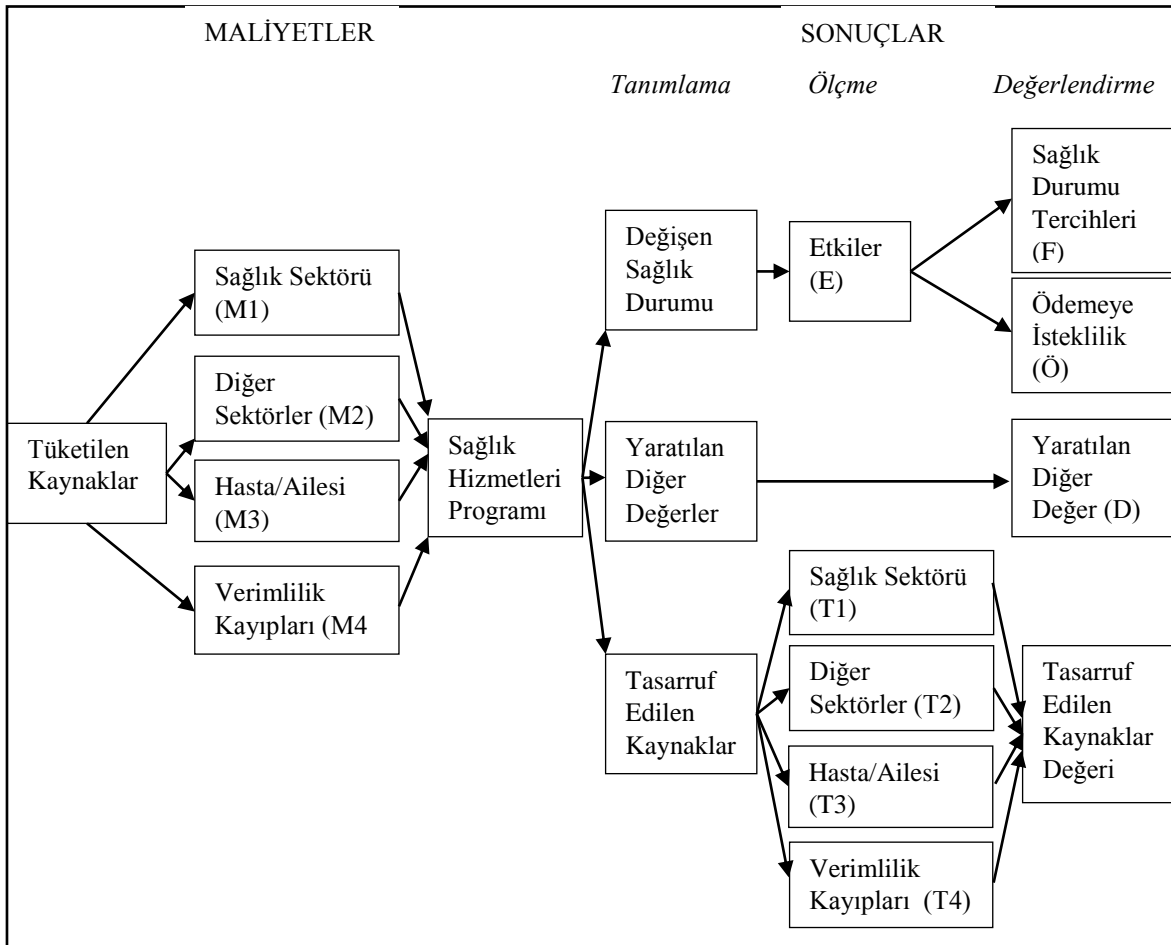 MALİYETLER
SONUÇLAR
Tanımlama
Ölçme
Değerlendirme
Tüketilen
Kaynaklar
Sağlık Sektörü
(M1)
Diğer
Sektörler (M2)
Hasta/Ailesi
(M3)
Verimlilik
Kayıpları (M4
Sağlık
Hizmetleri
Programı
Değişen
Sağlık
Durumu
Etkiler
(E)
Sağlık
Durumu
Tercihleri
(F)
Ödemeye
İsteklilik
(Ö)
Yaratılan
Diğer
Değerler
Yaratılan
Diğer
Değer (D)
Tasarruf
Edilen
Kaynaklar
Sağlık Sektörü
(T1)
Diğer
Sektörler (T2)
Hasta/Ailesi
(T3)
Verimlilik
Kayıpları (T4)
Tasarruf
Edilen
Kaynaklar
Değeri